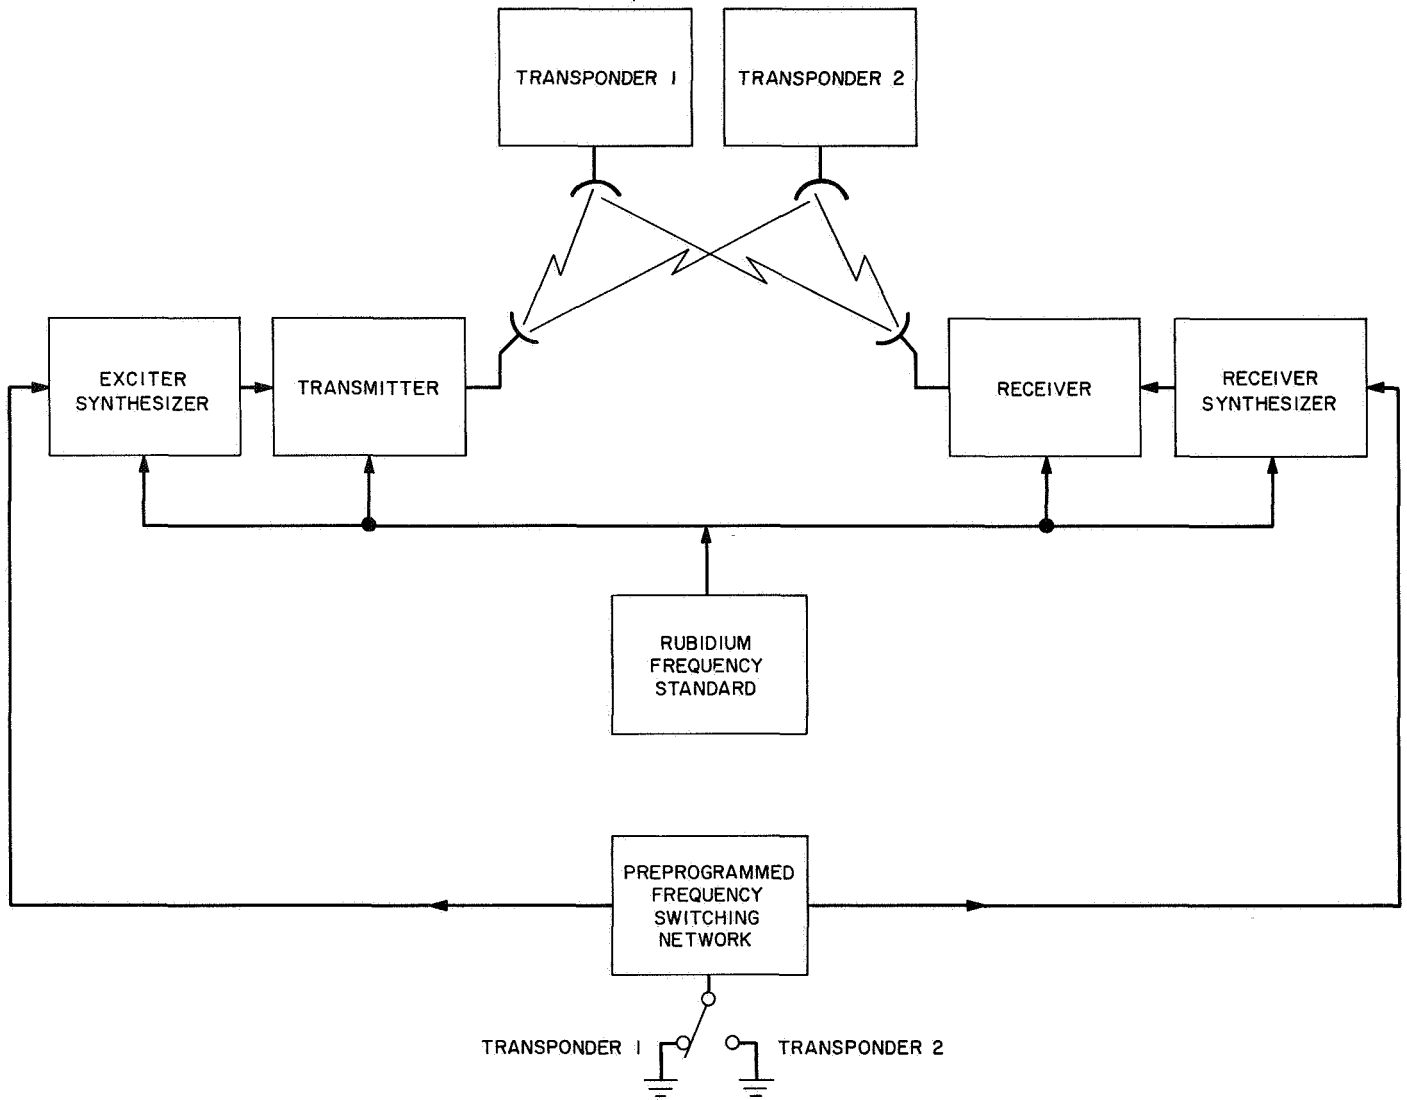 TRANSPONDER 1
TRANSPONDER 2
EXCITER
SYNTHESIZER
TRANSMITTER
RECEIVER
RECEIVER
SYNTHESIZER
RUBIDIUM
FREQUENCY
STANDARD
PREPROGRAMMED
FREQUENCY
SWITCHING
NETWORK
TRANSPONDER 1
TRANSPONDER 2